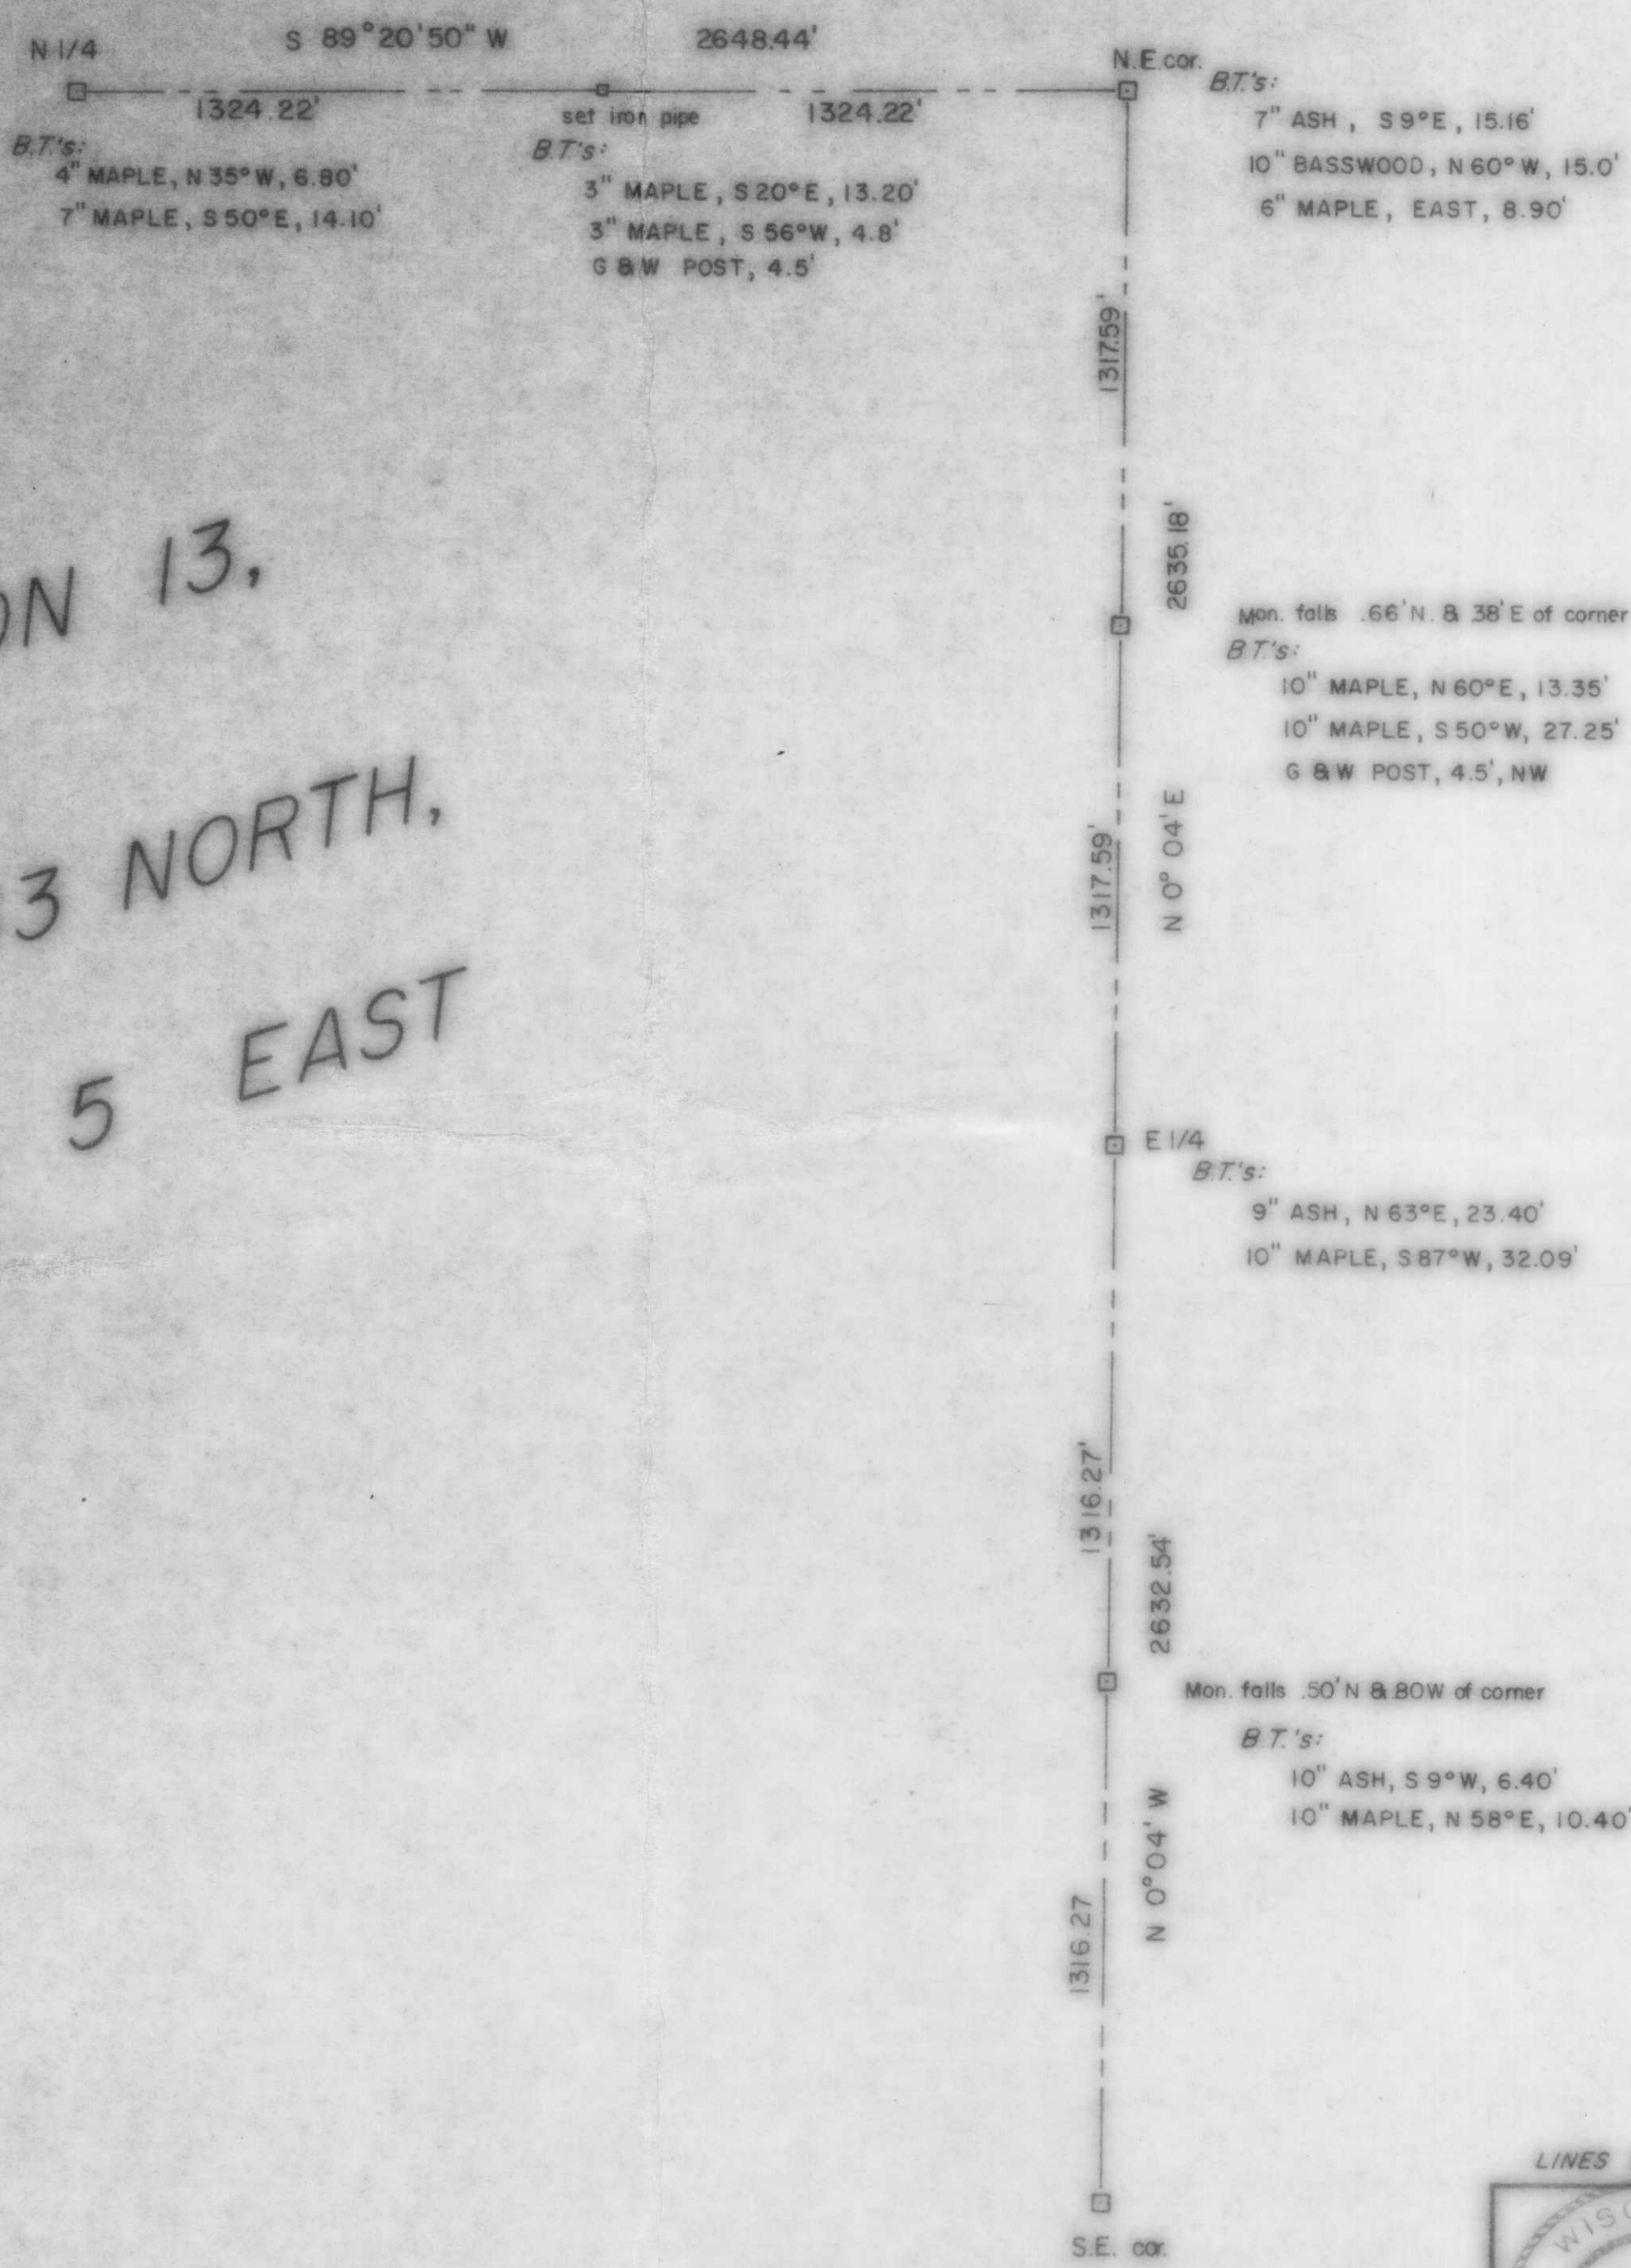 N 1/4
S 89°20'50" W
2648.44'
N.E. cor.
1324.22'
set iron pipe
1324.22'
B.T.'s:
4" MAPLE, N 35° W, 6.80'
7" MAPLE, S 50° E, 14.10'
B.T.'s:
3" MAPLE, S 20° E, 13.20'
3" MAPLE, S 56° W, 4.8'
G & W POST, 4.5'
B.T.'s:
7" ASH, S 9° E, 15.16'
10" BASSWOOD, N 60° W, 15.0'
6" MAPLE, EAST, 8.90'
1317.59'
2635.18'
13,
Mon. falls .66' N. & 38' E of corner
B.T.'s:
10" MAPLE, N 60° E, 13.35'
10" MAPLE, S 50° W, 27.25'
G & W POST, 4.5', NW
3 NORTH,
1317.59'
N 0° 04' E
5 EAST
E 1/4
B.T.'s:
9" ASH, N 63° E, 23.40'
10" MAPLE, S 87° W, 32.09'
1316.27'
2632.54'
Mon. falls .50' N & .80 W of corner
B.T.'s:
10" ASH, S 9° W, 6.40'
10" MAPLE, N 58° E, 10.40'
1316.27
N 0° 04' W
LINES
S.E. cor.